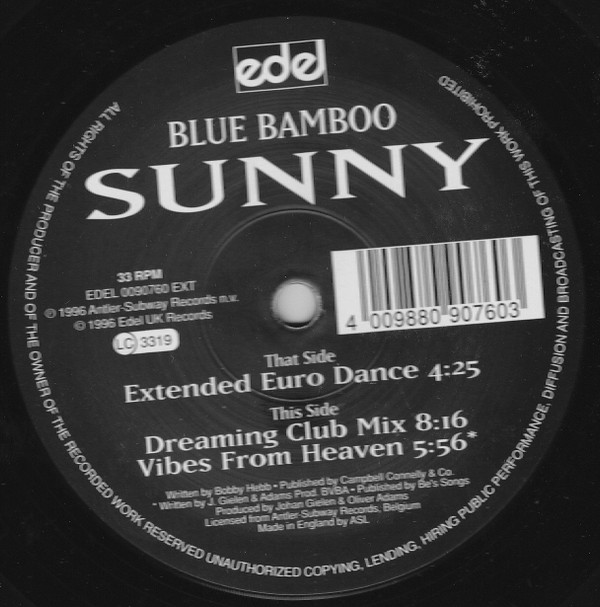 edel
BLUE BAMBOO
SUNNY
33 RPM
EDEL 0090760 EXT
℗ 1996 Antler-Subway Records n.v.
© 1996 Edel UK Records
LC 3319
4 009880 907603
That Side
Extended Euro Dance 4:25
This Side
Dreaming Club Mix 8:16
Vibes From Heaven 5:56*
Written by Bobby Hebb • Published by Campbell Connelly & Co.
* Written by J. Gielen & Adams Prod. BVBA • Published by Be's Songs
Produced by Johan Gielen & Oliver Adams
Licensed from Antler-Subway Records, Belgium
Made in England by ASL
ALL RIGHTS OF THE PRODUCER AND OF THE OWNER OF THE RECORDED WORK RESERVED UNAUTHORIZED COPYING, LENDING, HIRING PUBLIC PERFORMANCE, DIFFUSION AND BROADCASTING OF THIS WORK PROHIBITED